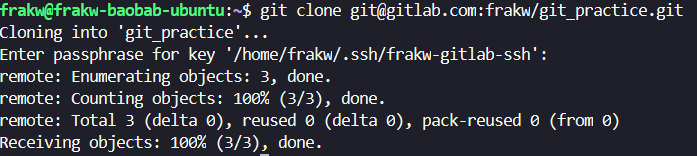 frakw@frakw-baobab-ubuntu:~$ git clone git@gitlab.com:frakw/git_practice.git
Cloning into 'git_practice'...
Enter passphrase for key '/home/frakw/.ssh/frakw-gitlab-ssh':
remote: Enumerating objects: 3, done.
remote: Counting objects: 100% (3/3), done.
remote: Total 3 (delta 0), reused 0 (delta 0), pack-reused 0 (from 0)
Receiving objects: 100% (3/3), done.